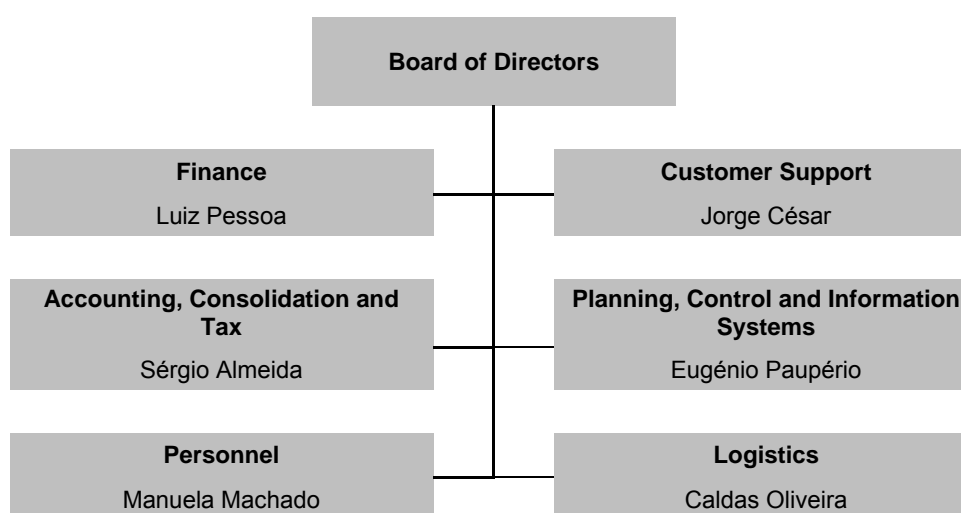 Board of Directors
Finance
Luiz Pessoa
Customer Support
Jorge César
Accounting, Consolidation and
Tax
Sérgio Almeida
Planning, Control and Information
Systems
Eugénio Paupério
Personnel
Manuela Machado
Logistics
Caldas Oliveira